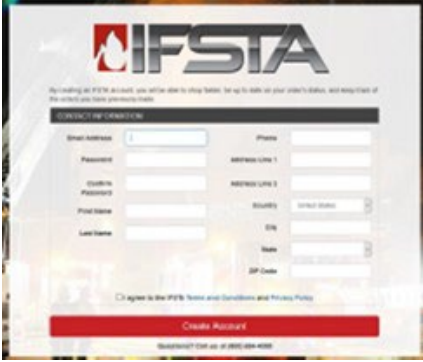 IFSTA
By creating an IFSTA account, you will be able to shop faster, be up to date on your order's status, and keep track of
the orders you have previously made.
CONTACT INFORMATION
Email Address
Password
Confirm
Password
First Name
Last Name
Phone
Address Line 1
Address Line 2
Country United States
City
State
ZIP Code
I agree to the IFSTA Terms and Conditions and Privacy Policy
Create Account
Questions? Call us at